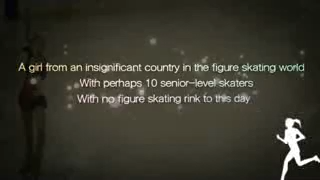 A girl from an insignificant country in the figure skating world
With perhaps 10 senior-level skaters
With no figure skating rink to this day